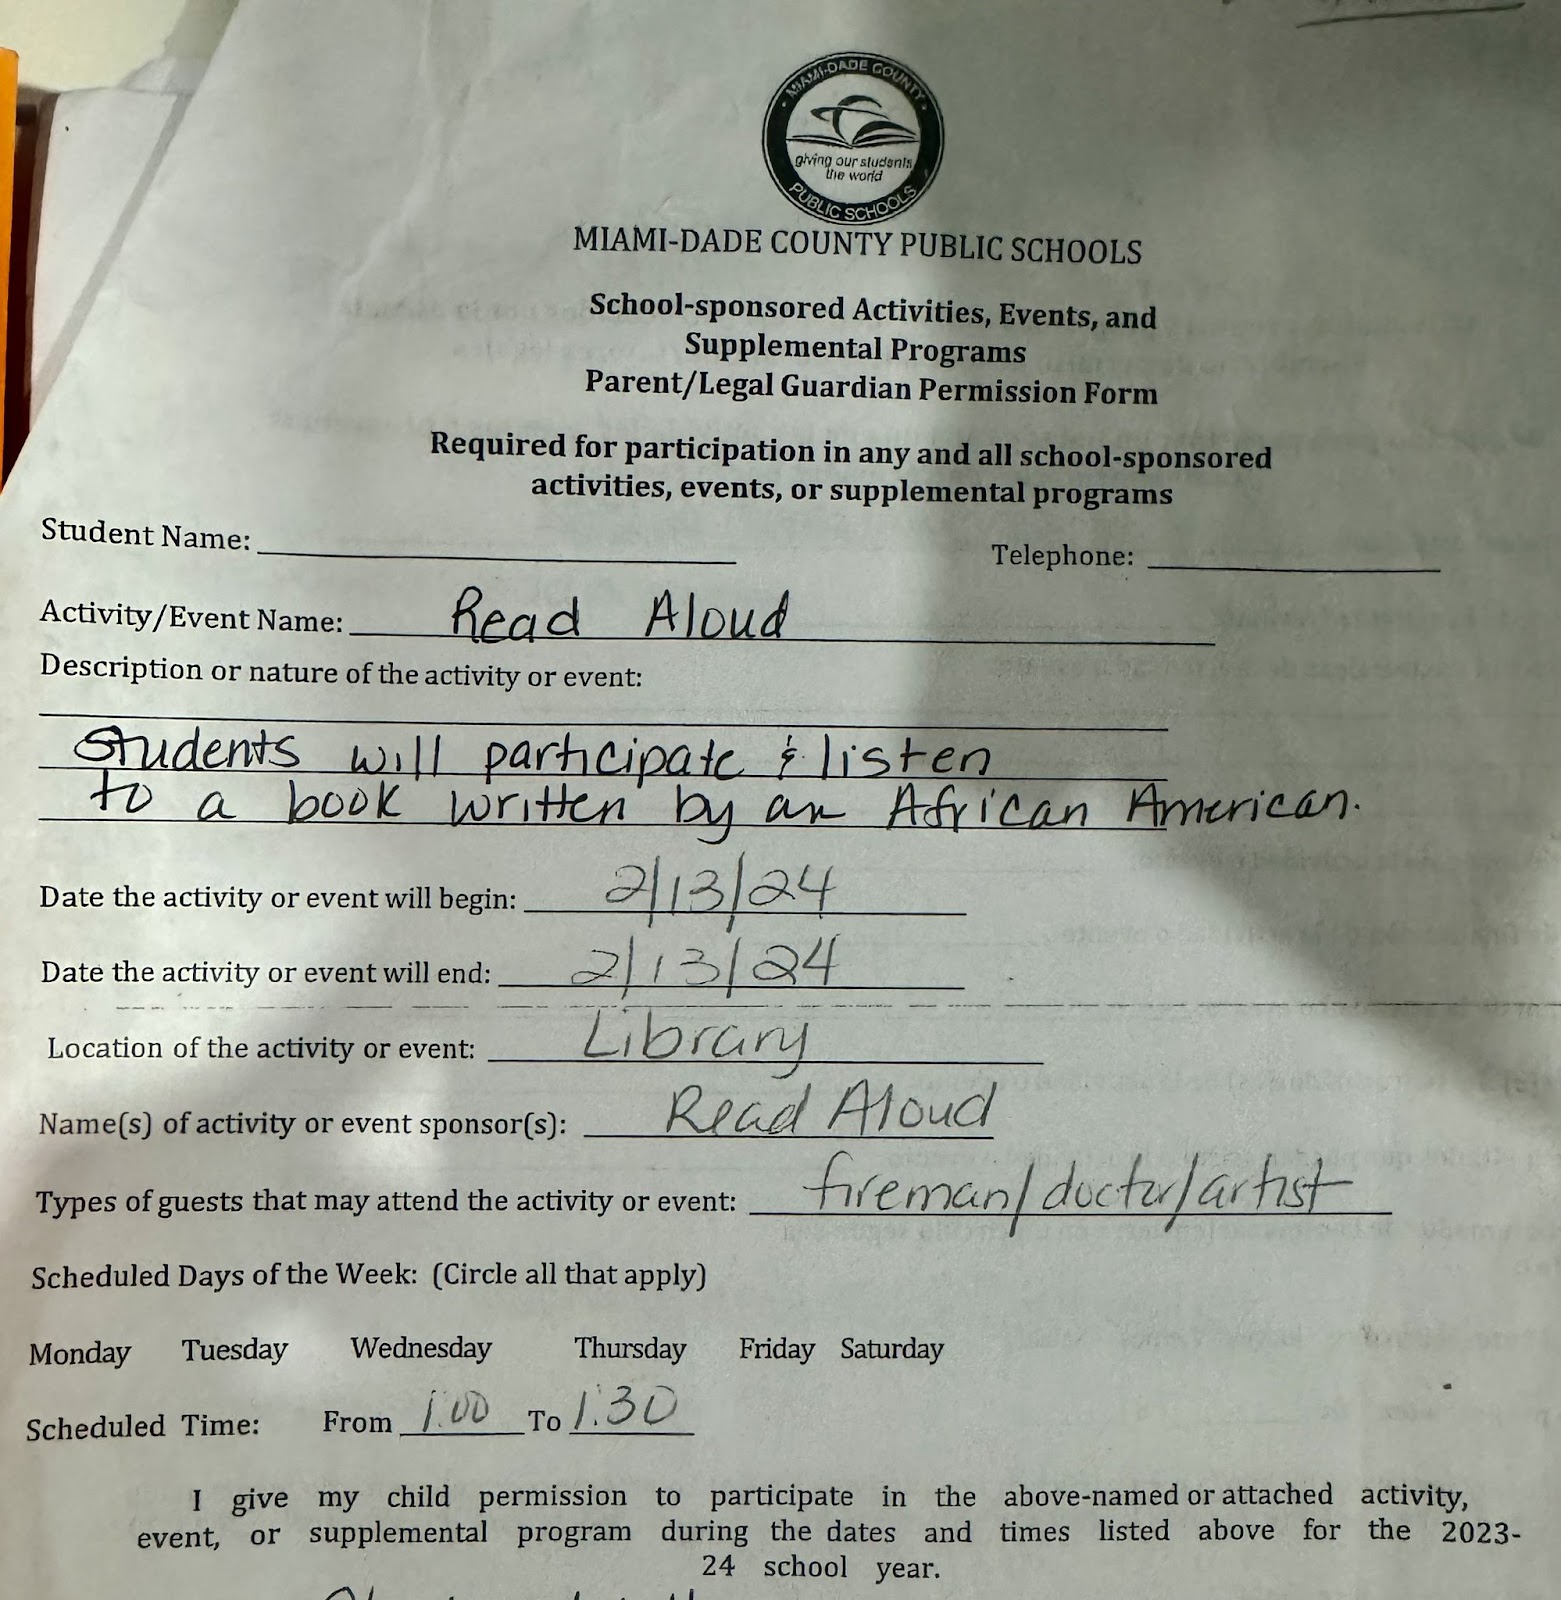 MIAMI-DADE COUNTY
giving our students
the world
PUBLIC SCHOOLS
MIAMI-DADE COUNTY PUBLIC SCHOOLS
School-sponsored Activities, Events, and
Supplemental Programs
Parent/Legal Guardian Permission Form
Required for participation in any and all school-sponsored
activities, events, or supplemental programs
Student Name: Telephone:
Activity/Event Name: Read Aloud
Description or nature of the activity or event:
Students will participate & listen
to a book written by an African American.
Date the activity or event will begin: 2/13/24
Date the activity or event will end: 2/13/24
Location of the activity or event: Library
Name(s) of activity or event sponsor(s): Read Aloud
Types of guests that may attend the activity or event: fireman/doctor/artist
Scheduled Days of the Week: (Circle all that apply)
Monday Tuesday Wednesday Thursday Friday Saturday
Scheduled Time: From 1:00 To 1:30
I give my child permission to participate in the above-named or attached activity,
event, or supplemental program during the dates and times listed above for the 2023-
24 school year.